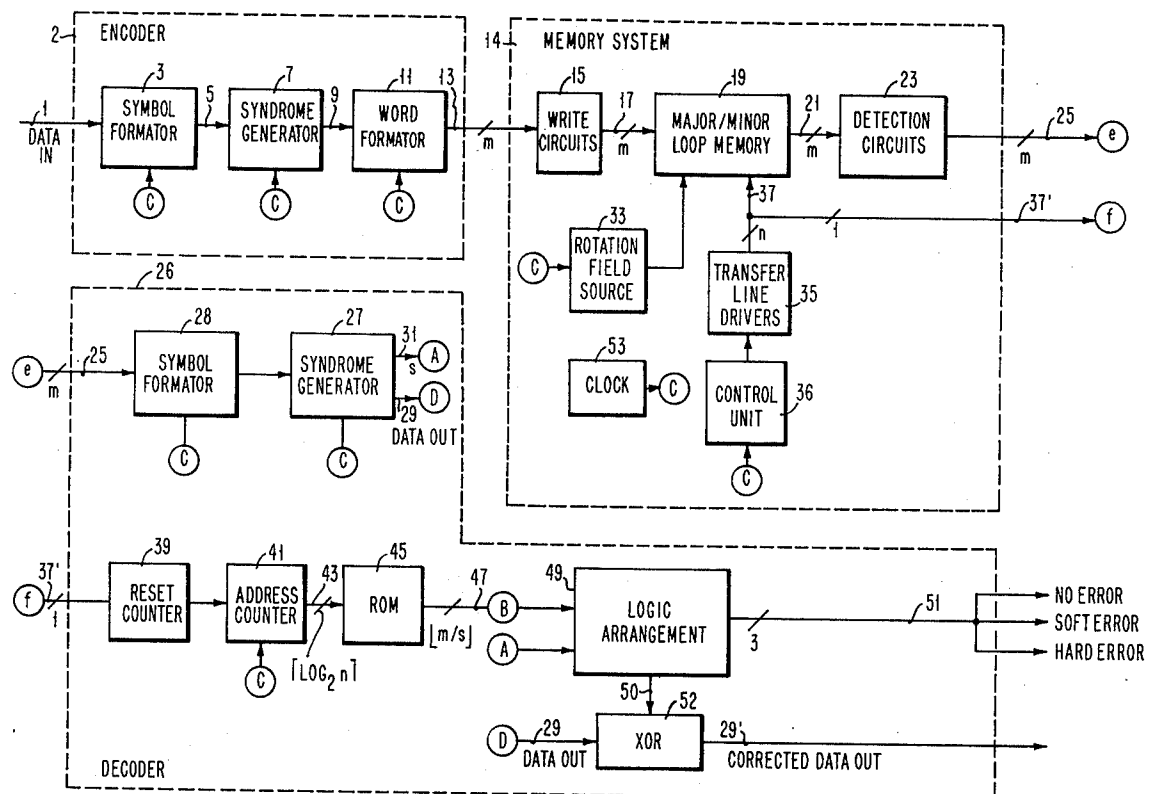 2
ENCODER
3
SYMBOL
FORMATOR
5
7
SYNDROME
GENERATOR
9
11
WORD
FORMATOR
13
1
DATA
IN
m
C
C
C
14
MEMORY SYSTEM
15
WRITE
CIRCUITS
17
m
19
MAJOR/MINOR
LOOP MEMORY
21
m
23
DETECTION
CIRCUITS
25
m
e
37
37'
1
f
n
33
ROTATION
FIELD
SOURCE
C
TRANSFER
LINE
DRIVERS
35
53
CLOCK
C
CONTROL
UNIT
36
C
26
e
m
25
28
SYMBOL
FORMATOR
C
27
SYNDROME
GENERATOR
C
31
s
A
29
D
DATA OUT
f
37'
1
39
RESET
COUNTER
41
ADDRESS
COUNTER
C
43
⌈LOG2 n⌉
45
ROM
⌊m/s⌋
47
B
A
49
LOGIC
ARRANGEMENT
3
51
NO ERROR
SOFT ERROR
HARD ERROR
50
52
XOR
D
29
DATA OUT
29'
CORRECTED DATA OUT
DECODER